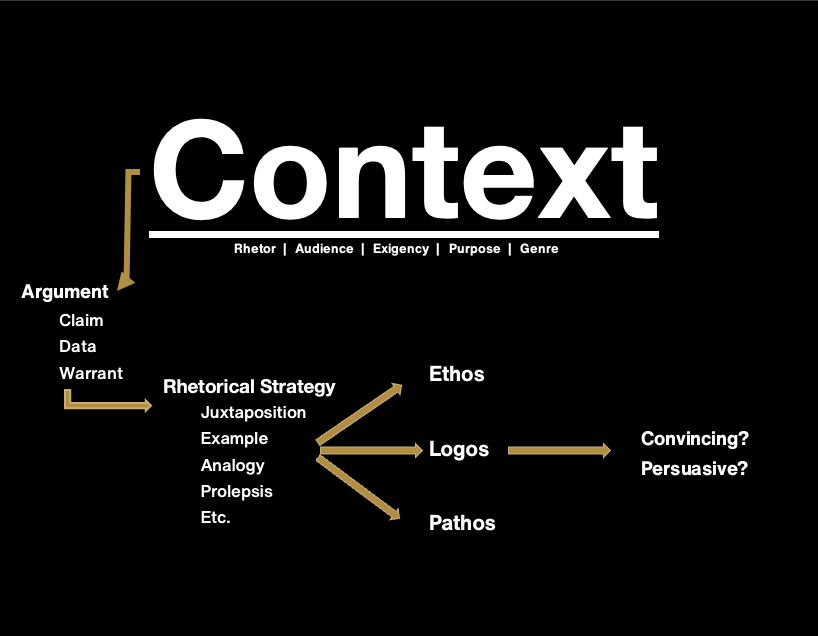 Context
Rhetor | Audience | Exigency | Purpose | Genre
Argument
Claim
Data
Warrant
Rhetorical Strategy
Juxtaposition
Example
Analogy
Prolepsis
Etc.
Ethos
Logos
Pathos
Convincing?
Persuasive?